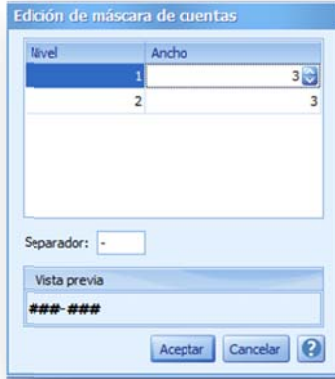 Edición de máscara de cuentas
Nivel Ancho
1 3
2 3
Separador: -
Vista previa
###-###
Aceptar Cancelar ?